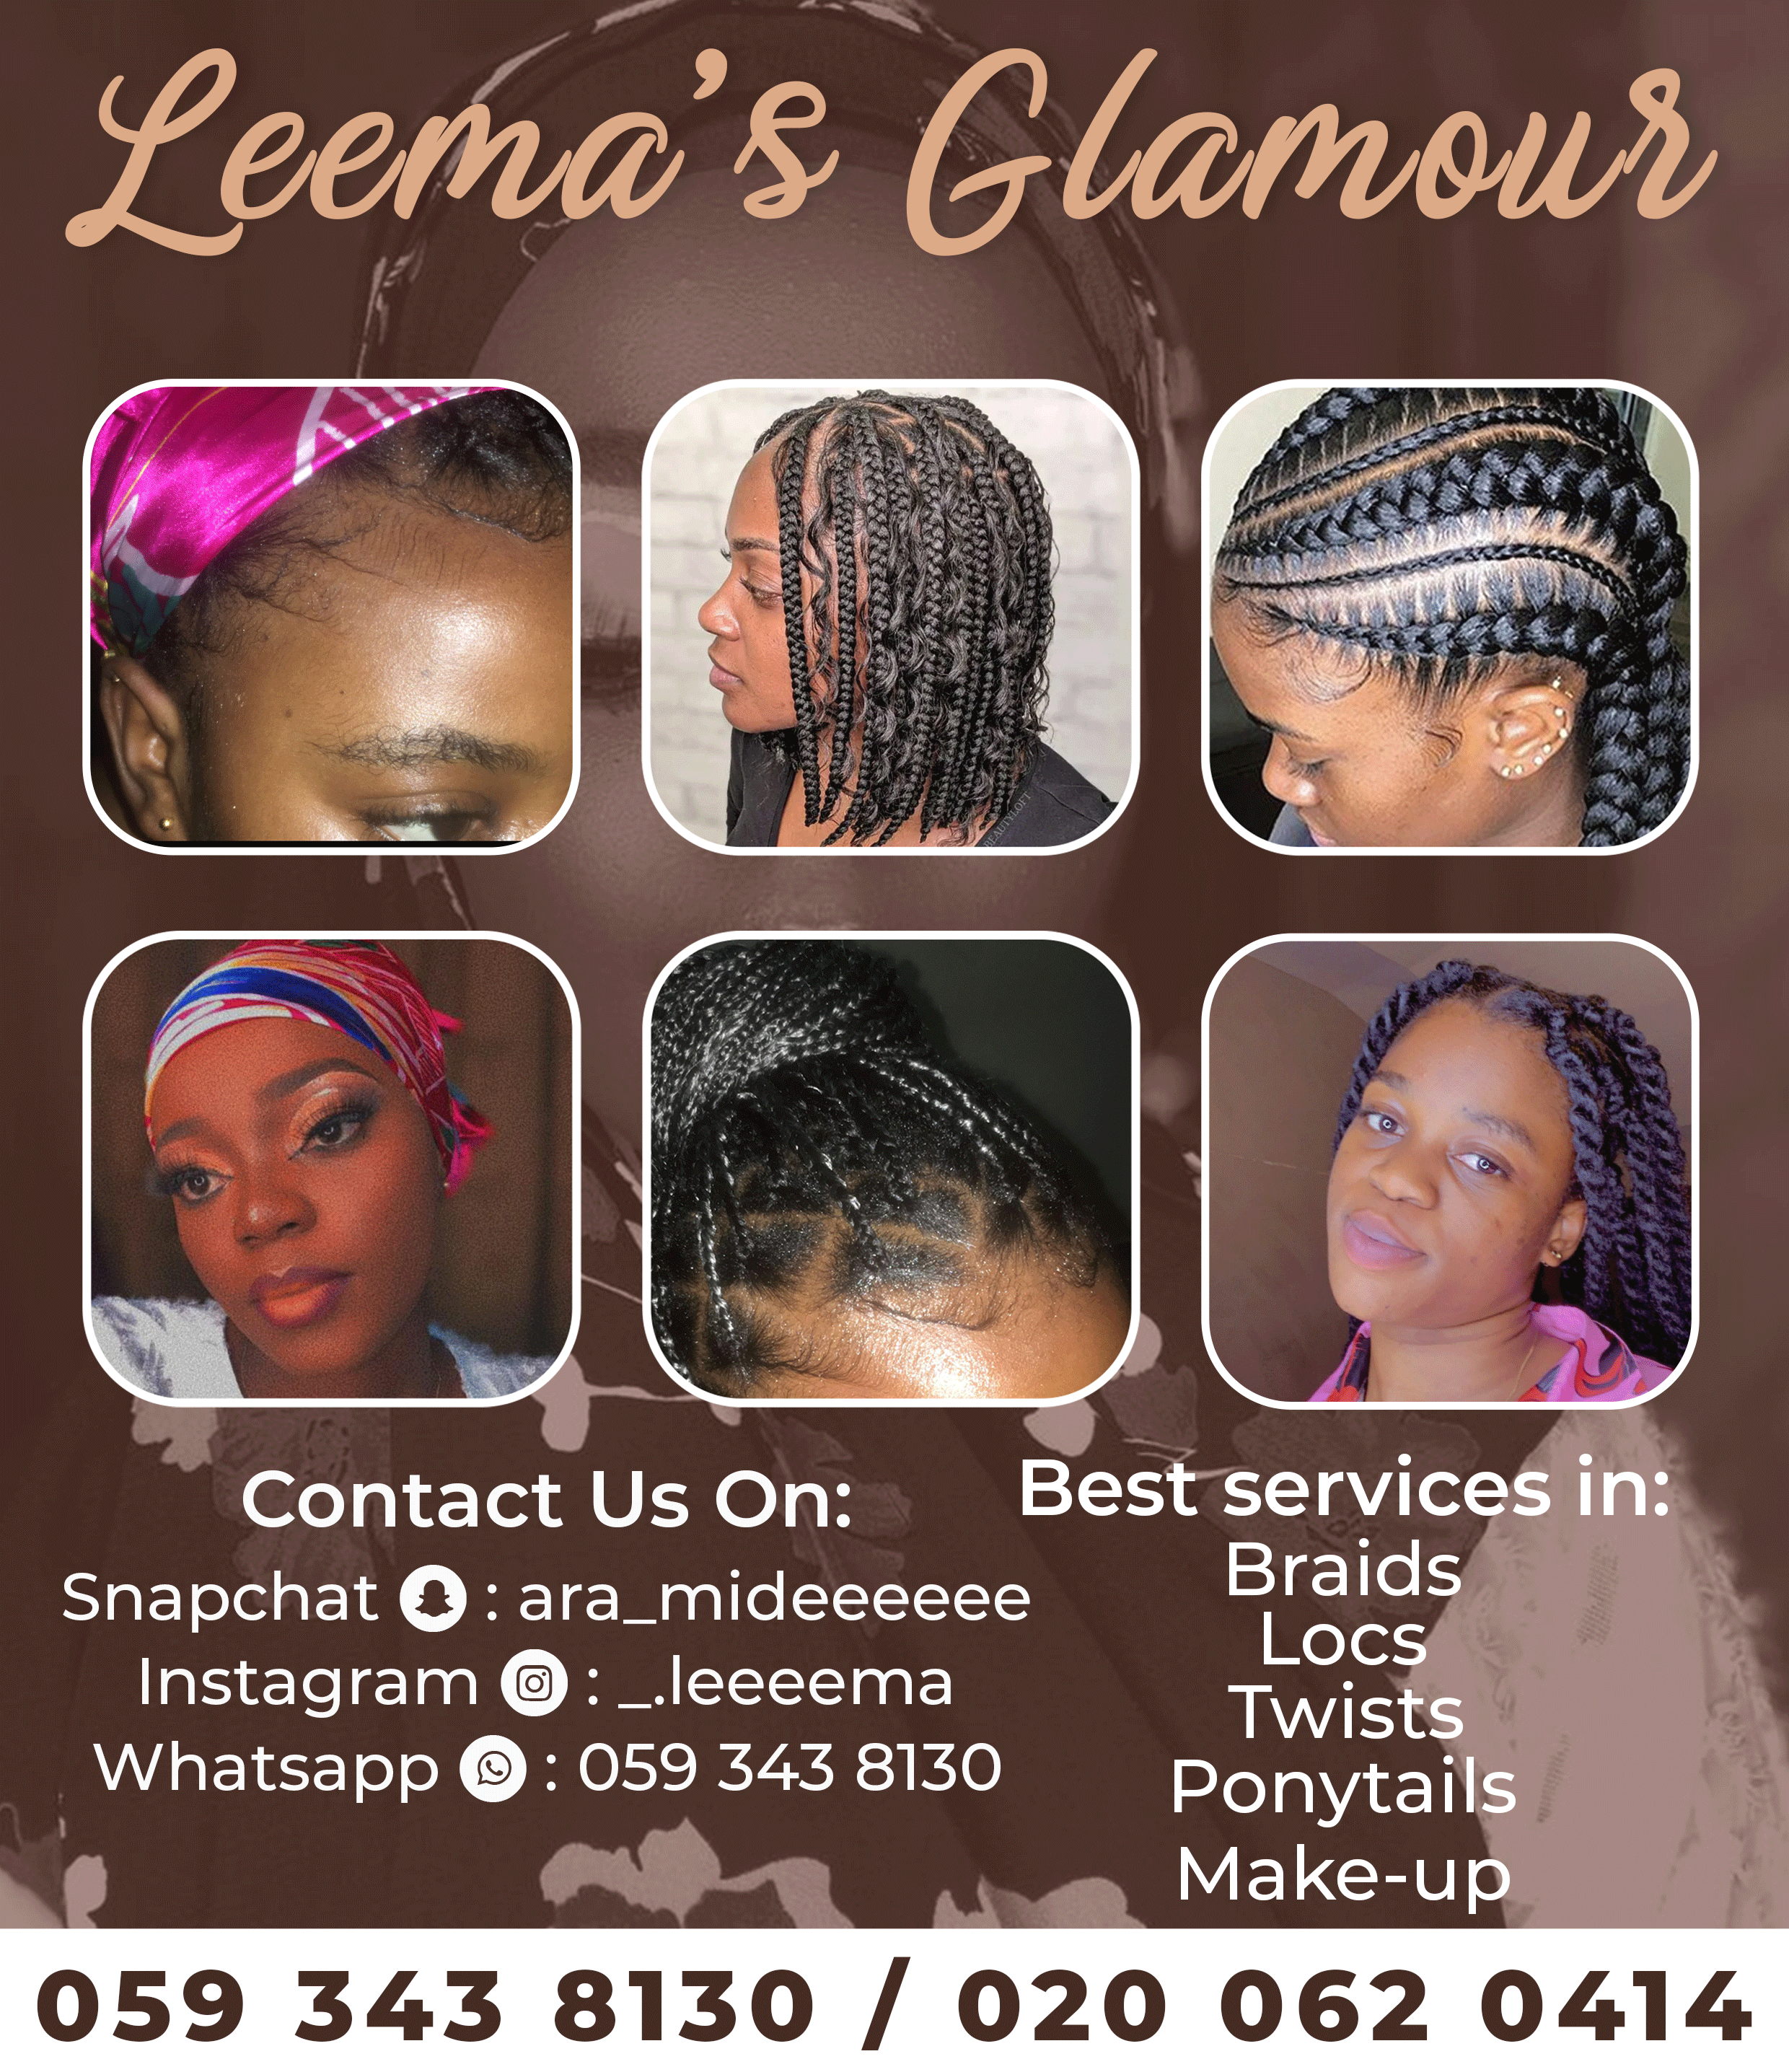 Leema's Glamour
Contact Us On:
Snapchat : ara_mideeeeee
Instagram : _.leeeema
Whatsapp : 059 343 8130
Best services in:
Braids
Locs
Twists
Ponytails
Make-up
059 343 8130 / 020 062 0414